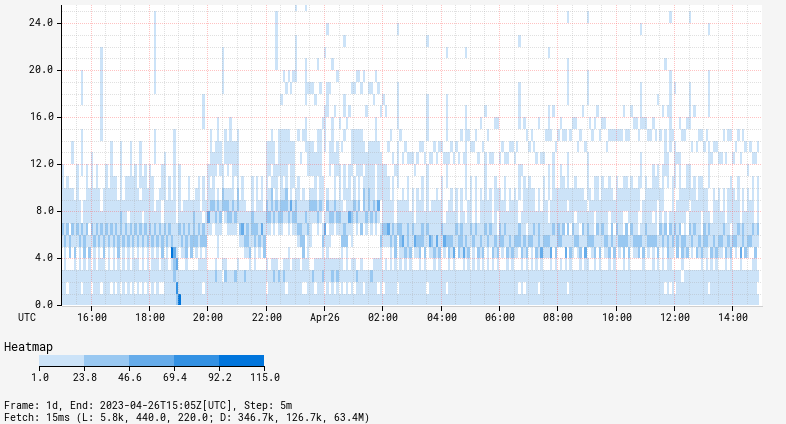 24.0
20.0
16.0
12.0
8.0
4.0
0.0
UTC 16:00 18:00 20:00 22:00 Apr26 02:00 04:00 06:00 08:00 10:00 12:00 14:00
Heatmap
1.0 23.8 46.6 69.4 92.2 115.0
Frame: 1d, End: 2023-04-26T15:05Z[UTC], Step: 5m
Fetch: 15ms (L: 5.8k, 440.0, 220.0; D: 346.7k, 126.7k, 63.4M)